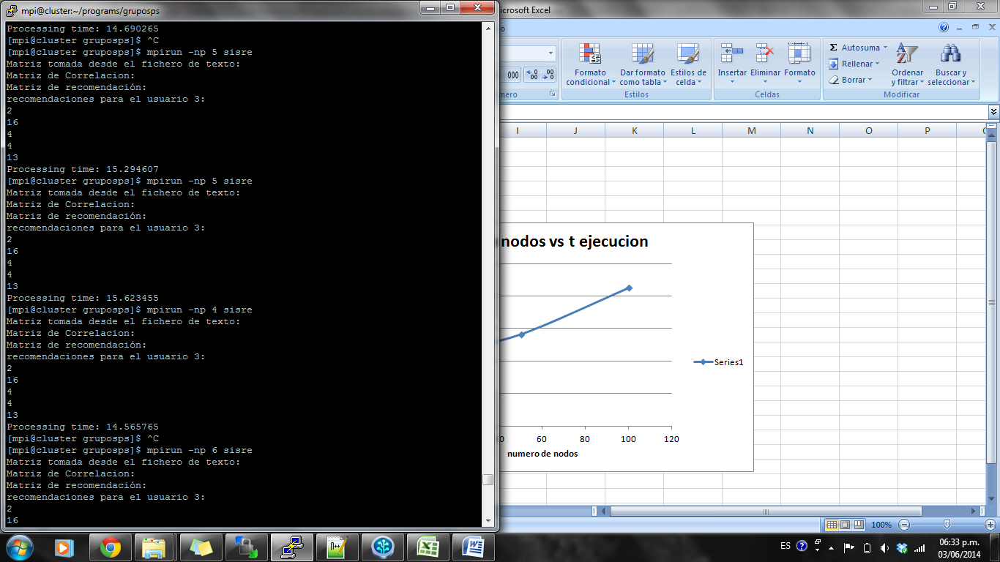 mpi@cluster:~/programs/gruposps
Processing time: 14.690265
[mpi@cluster gruposps]$ ^C
[mpi@cluster gruposps]$ mpirun -np 5 sisre
Matriz tomada desde el fichero de texto:
Matriz de Correlacion:
Matriz de recomendación:
recomendaciones para el usuario 3:
2
16
4
4
13
Processing time: 15.294607
[mpi@cluster gruposps]$ mpirun -np 5 sisre
Matriz tomada desde el fichero de texto:
Matriz de Correlacion:
Matriz de recomendación:
recomendaciones para el usuario 3:
2
16
4
4
13
Processing time: 15.623455
[mpi@cluster gruposps]$ mpirun -np 4 sisre
Matriz tomada desde el fichero de texto:
Matriz de Correlacion:
Matriz de recomendación:
recomendaciones para el usuario 3:
2
16
4
4
13
Processing time: 14.565765
[mpi@cluster gruposps]$ ^C
[mpi@cluster gruposps]$ mpirun -np 6 sisre
Matriz tomada desde el fichero de texto:
Matriz de Correlacion:
Matriz de recomendación:
recomendaciones para el usuario 3:
2
16
Microsoft Excel
000
Formato condicional
Dar formato como tabla
Estilos de celda
Estilos
Insertar
Eliminar
Formato
Celdas
Σ Autosuma
Rellenar
Borrar
Ordenar y filtrar
Buscar y seleccionar
Modificar
I J K L M N O P
nodos vs t ejecucion
Series1
60 80 100 120
numero de nodos
100%
ES
06:33 p.m.
03/06/2014